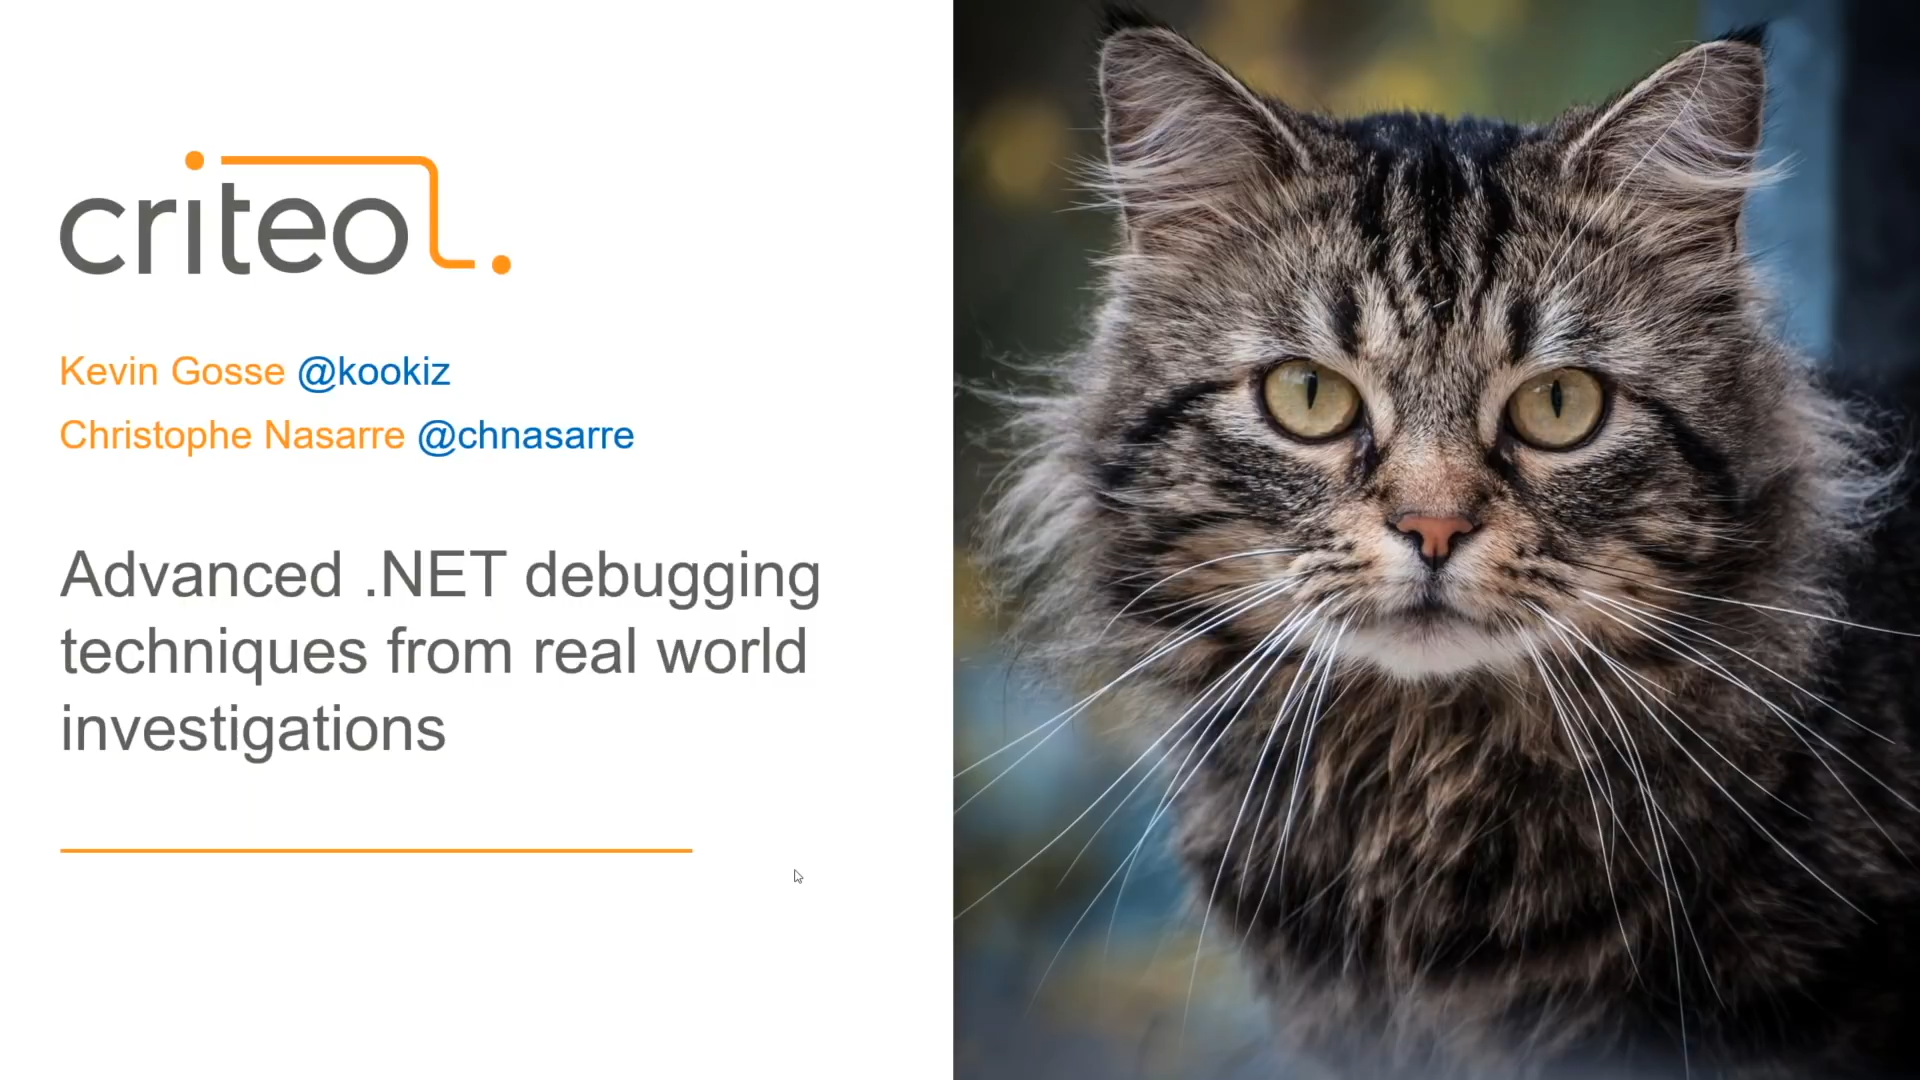 criteo
Kevin Gosse @kookiz
Christophe Nasarre @chnasarre
Advanced .NET debugging
techniques from real world
investigations